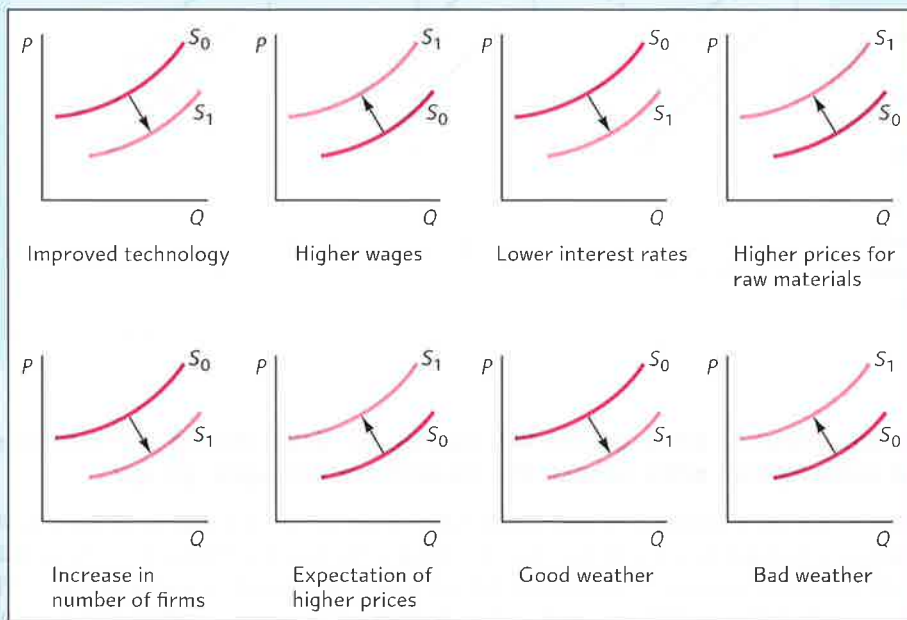 P S₀ S₁ Q
Improved technology
P S₁ S₀ Q
Higher wages
P S₀ S₁ Q
Lower interest rates
P S₁ S₀ Q
Higher prices for
raw materials
P S₀ S₁ Q
Increase in
number of firms
P S₁ S₀ Q
Expectation of
higher prices
P S₀ S₁ Q
Good weather
P S₁ S₀ Q
Bad weather